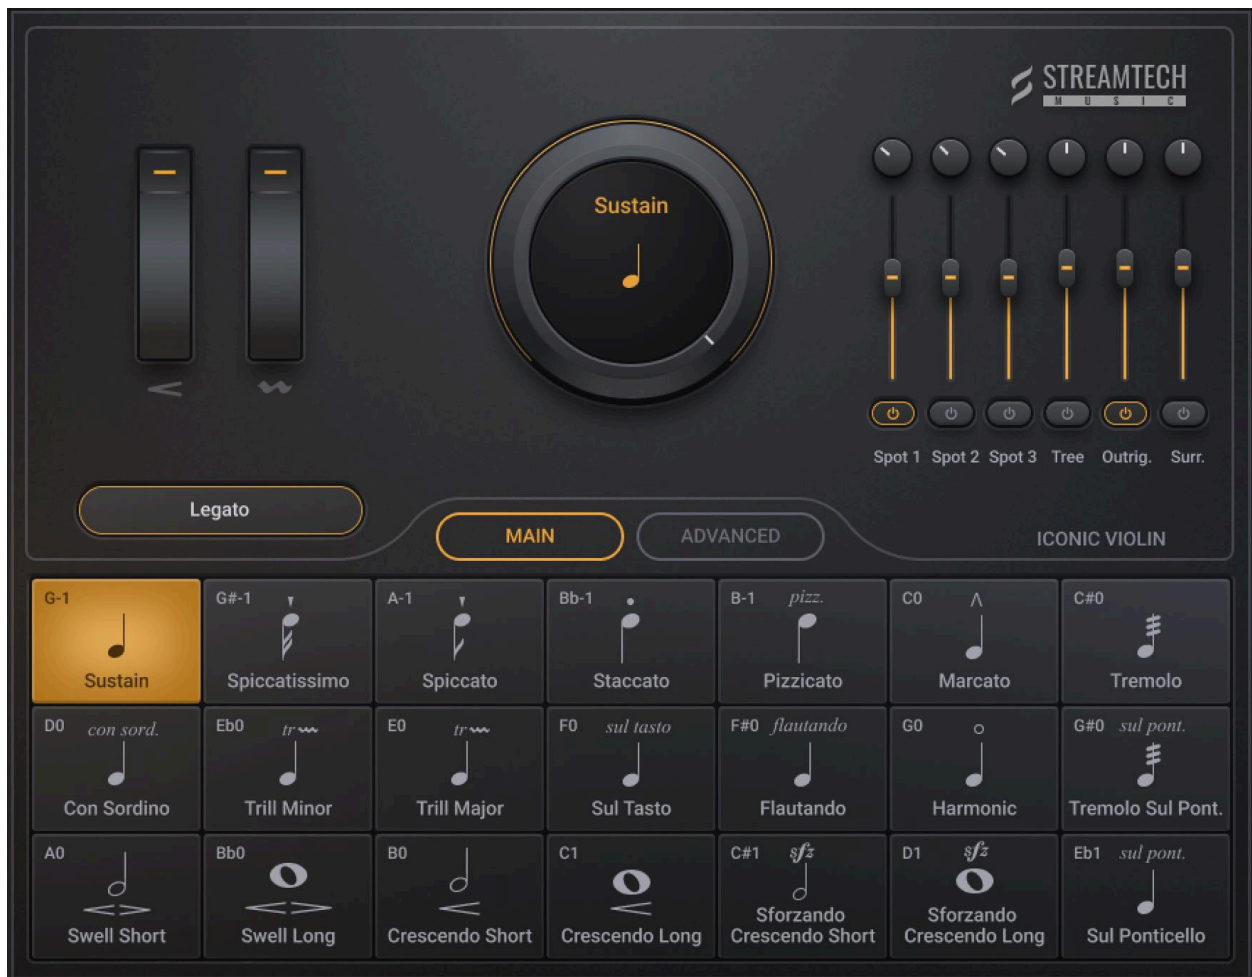 STREAMTECH
MUSIC
Sustain
Spot 1 Spot 2 Spot 3 Tree Outrig. Surr.
Legato
MAIN
ADVANCED
ICONIC VIOLIN
G-1
Sustain
G#-1
Spiccatissimo
A-1
Spiccato
Bb-1
Staccato
B-1 pizz.
Pizzicato
C0
Marcato
C#0
Tremolo
D0 con sord.
Con Sordino
Eb0 tr
Trill Minor
E0 tr
Trill Major
F0 sul tasto
Sul Tasto
F#0 flautando
Flautando
G0
Harmonic
G#0 sul pont.
Tremolo Sul Pont.
A0
Swell Short
Bb0
Swell Long
B0
Crescendo Short
C1
Crescendo Long
C#1 sfz
Sforzando
Crescendo Short
D1 sfz
Sforzando
Crescendo Long
Eb1 sul pont.
Sul Ponticello